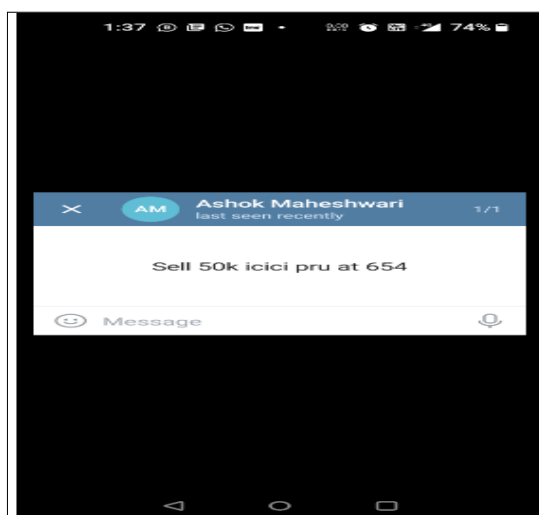 1:37
74%
AM
Ashok Maheshwari
last seen recently
1/1
Sell 50k icici pru at 654
Message